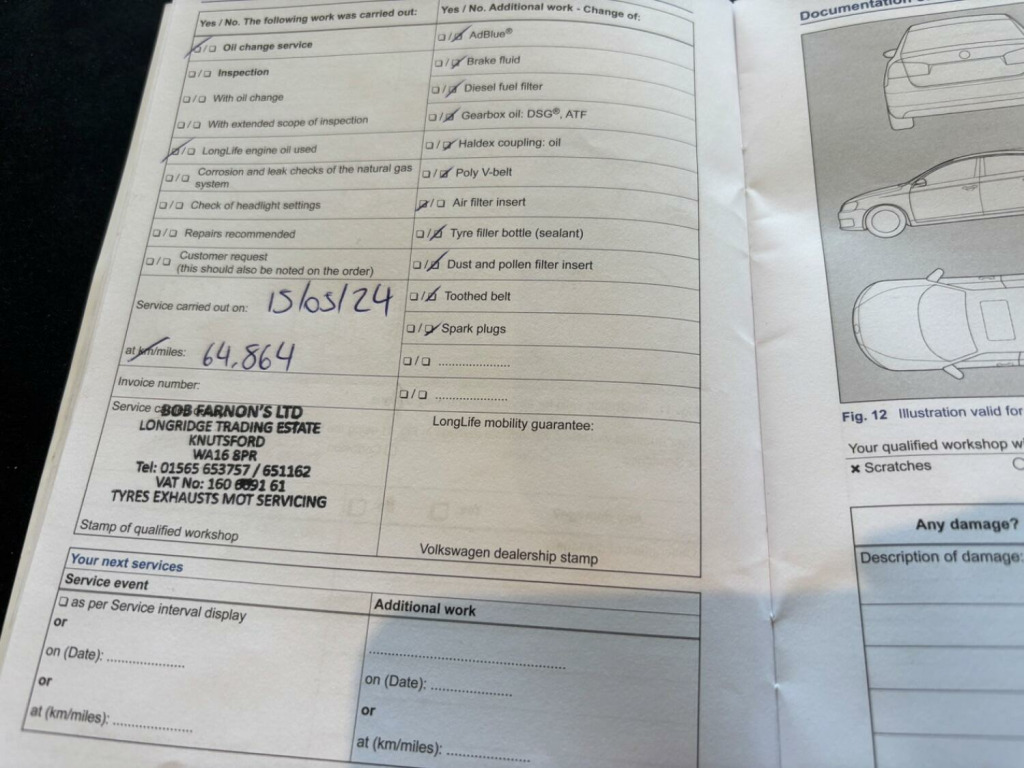 Yes / No. The following work was carried out:
❏/❏ Oil change service
❏/❏ Inspection
❏/❏ With oil change
❏/❏ With extended scope of inspection
❏/❏ LongLife engine oil used
❏/❏ Corrosion and leak checks of the natural gas
system
❏/❏ Check of headlight settings
❏/❏ Repairs recommended
❏/❏ Customer request
(this should also be noted on the order)
Service carried out on: 15/05/24
at km/miles: 64,864
Invoice number:
Service
BOB FARNON'S LTD
LONGRIDGE TRADING ESTATE
KNUTSFORD
WA16 8PR
Tel: 01565 653757 / 651162
VAT No: 160 61
TYRES EXHAUSTS MOT SERVICING
Stamp of qualified workshop
Yes / No. Additional work - Change of:
❏/❏ AdBlue®
❏/❏ Brake fluid
❏/❏ Diesel fuel filter
❏/❏ Gearbox oil: DSG®, ATF
❏/❏ Haldex coupling: oil
❏/❏ Poly V-belt
❏/❏ Air filter insert
❏/❏ Tyre filler bottle (sealant)
❏/❏ Dust and pollen filter insert
❏/❏ Toothed belt
❏/❏ Spark plugs
❏/❏ ....................
❏/❏ ....................
LongLife mobility guarantee:
Volkswagen dealership stamp
Your next services
Service event
❏ as per Service interval display
or
on (Date): ....................
or
at (km/miles): ....................
Additional work
..................................................
on (Date): ....................
or
at (km/miles): ....................
Documentation
Fig. 12 Illustration valid for
Your qualified workshop
× Scratches
Any damage?
Description of damage: